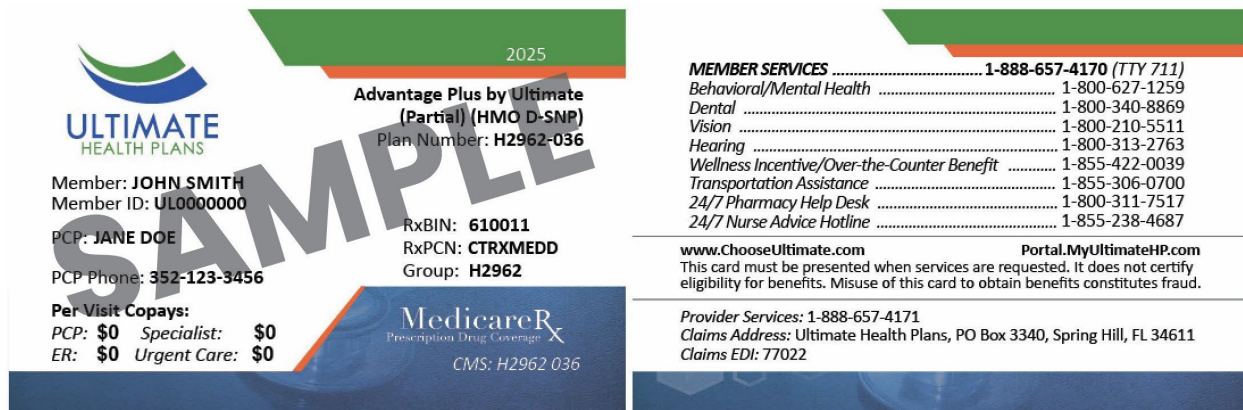 2025
ULTIMATE
HEALTH PLANS
Advantage Plus by Ultimate
(Partial) (HMO D-SNP)
Plan Number: H2962-036
SAMPLE
Member: JOHN SMITH
Member ID: UL0000000
PCP: JANE DOE
PCP Phone: 352-123-3456
RxBIN: 610011
RxPCN: CTRXMEDD
Group: H2962
Per Visit Copays:
PCP: $0 Specialist: $0
ER: $0 Urgent Care: $0
MedicareRx
Prescription Drug Coverage
CMS: H2962 036
MEMBER SERVICES ..................................1-888-657-4170 (TTY 711)
Behavioral/Mental Health ........................................ 1-800-627-1259
Dental ........................................................................ 1-800-340-8869
Vision ........................................................................ 1-800-210-5511
Hearing ...................................................................... 1-800-313-2763
Wellness Incentive/Over-the-Counter Benefit ........... 1-855-422-0039
Transportation Assistance ......................................... 1-855-306-0700
24/7 Pharmacy Help Desk ......................................... 1-800-311-7517
24/7 Nurse Advice Hotline ......................................... 1-855-238-4687
www.ChooseUltimate.com Portal.MyUltimateHP.com
This card must be presented when services are requested. It does not certify
eligibility for benefits. Misuse of this card to obtain benefits constitutes fraud.
Provider Services: 1-888-657-4171
Claims Address: Ultimate Health Plans, PO Box 3340, Spring Hill, FL 34611
Claims EDI: 77022